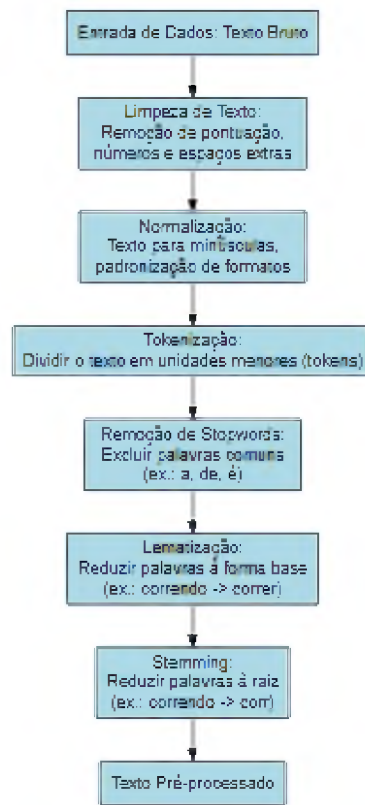 Entrada de Dados: Texto Bruto
Limpeza de Texto:
Remoção de pontuação,
números e espaços extras
Normalização:
Texto para minúsculas,
padronização de formatos
Tokenização:
Dividir o texto em unidades menores (tokens)
Remoção de Stopwords:
Excluir palavras comuns
(ex.: a, de, é)
Lematização:
Reduzir palavras à forma base
(ex.: correndo -> correr)
Stemming:
Reduzir palavras à raiz
(ex.: correndo -> corr)
Texto Pré-processado